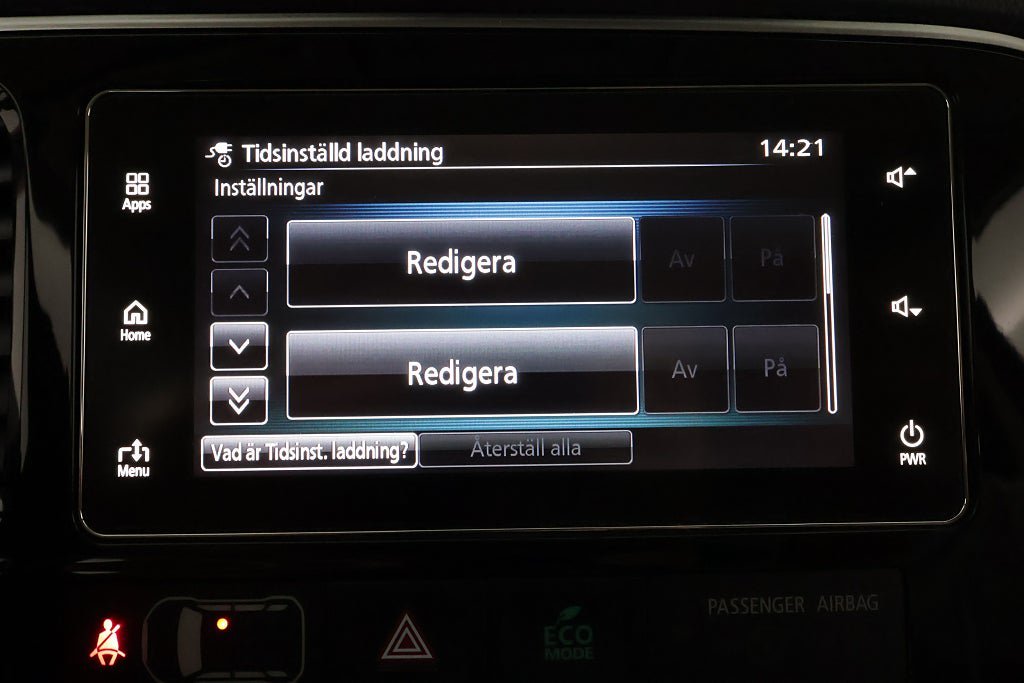 Tidsinställd laddning
14:21
Inställningar
Apps
Redigera
Av
På
Home
Redigera
Av
På
Menu
Vad är Tidsinst. laddning?
Återställ alla
PWR
PASSENGER AIRBAG
ECO
MODE